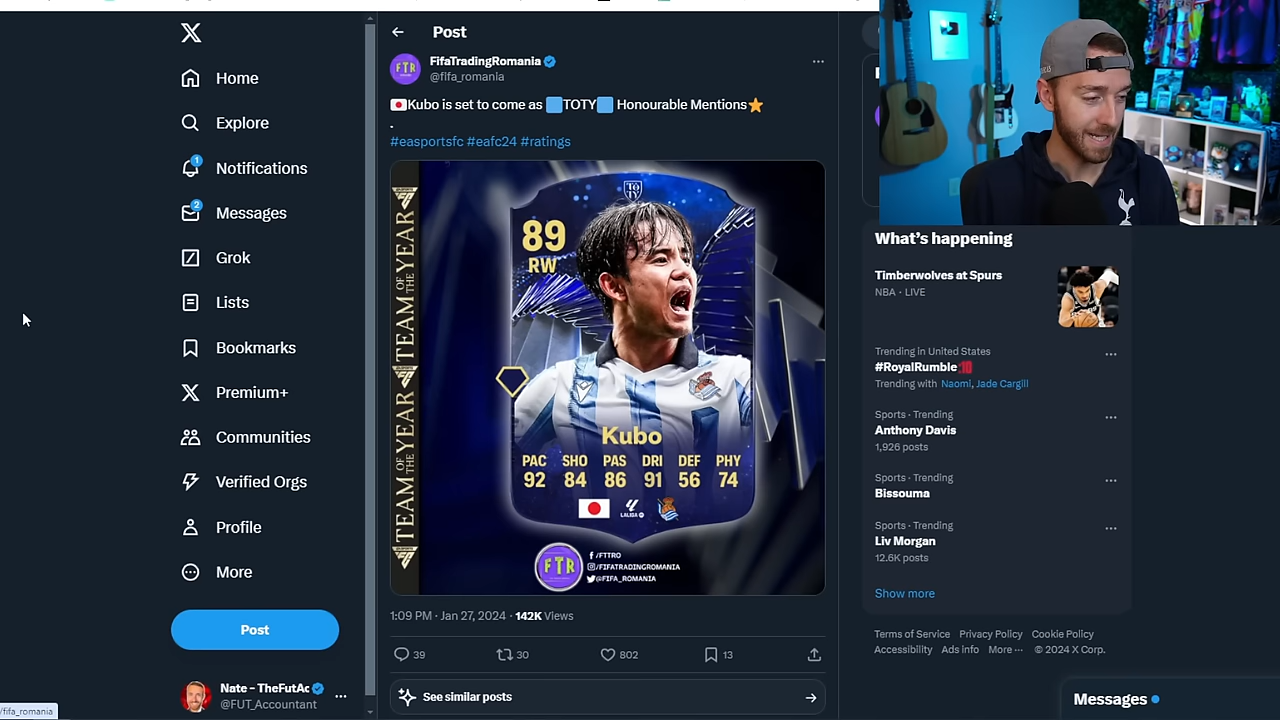 Home
Explore
1
Notifications
2
Messages
Grok
Lists
Bookmarks
Premium+
Communities
Verified Orgs
Profile
More
Post
Nate - TheFutAc
@FUT_Accountant
/fifa_romania
Post
FTR
FifaTradingRomania
@fifa_romania
Kubo is set to come as TOTY Honourable Mentions
.
#easportsfc #eafc24 #ratings
TEAM OF THE YEAR
TEAM OF THE YEAR
TOTY
89
RW
Kubo
PAC SHO PAS DRI DEF PHY
92 84 86 91 56 74
LALIGA
FTR
/FTTRO
/FIFATRADINGROMANIA
@FIFA_ROMANIA
1:09 PM · Jan 27, 2024 · 142K Views
39
30
802
13
See similar posts
What's happening
Timberwolves at Spurs
NBA · LIVE
Trending in United States
#RoyalRumble
Trending with Naomi, Jade Cargill
Sports · Trending
Anthony Davis
1,926 posts
Sports · Trending
Bissouma
Sports · Trending
Liv Morgan
12.6K posts
Show more
Terms of Service Privacy Policy Cookie Policy
Accessibility Ads info More ··· © 2024 X Corp.
Messages